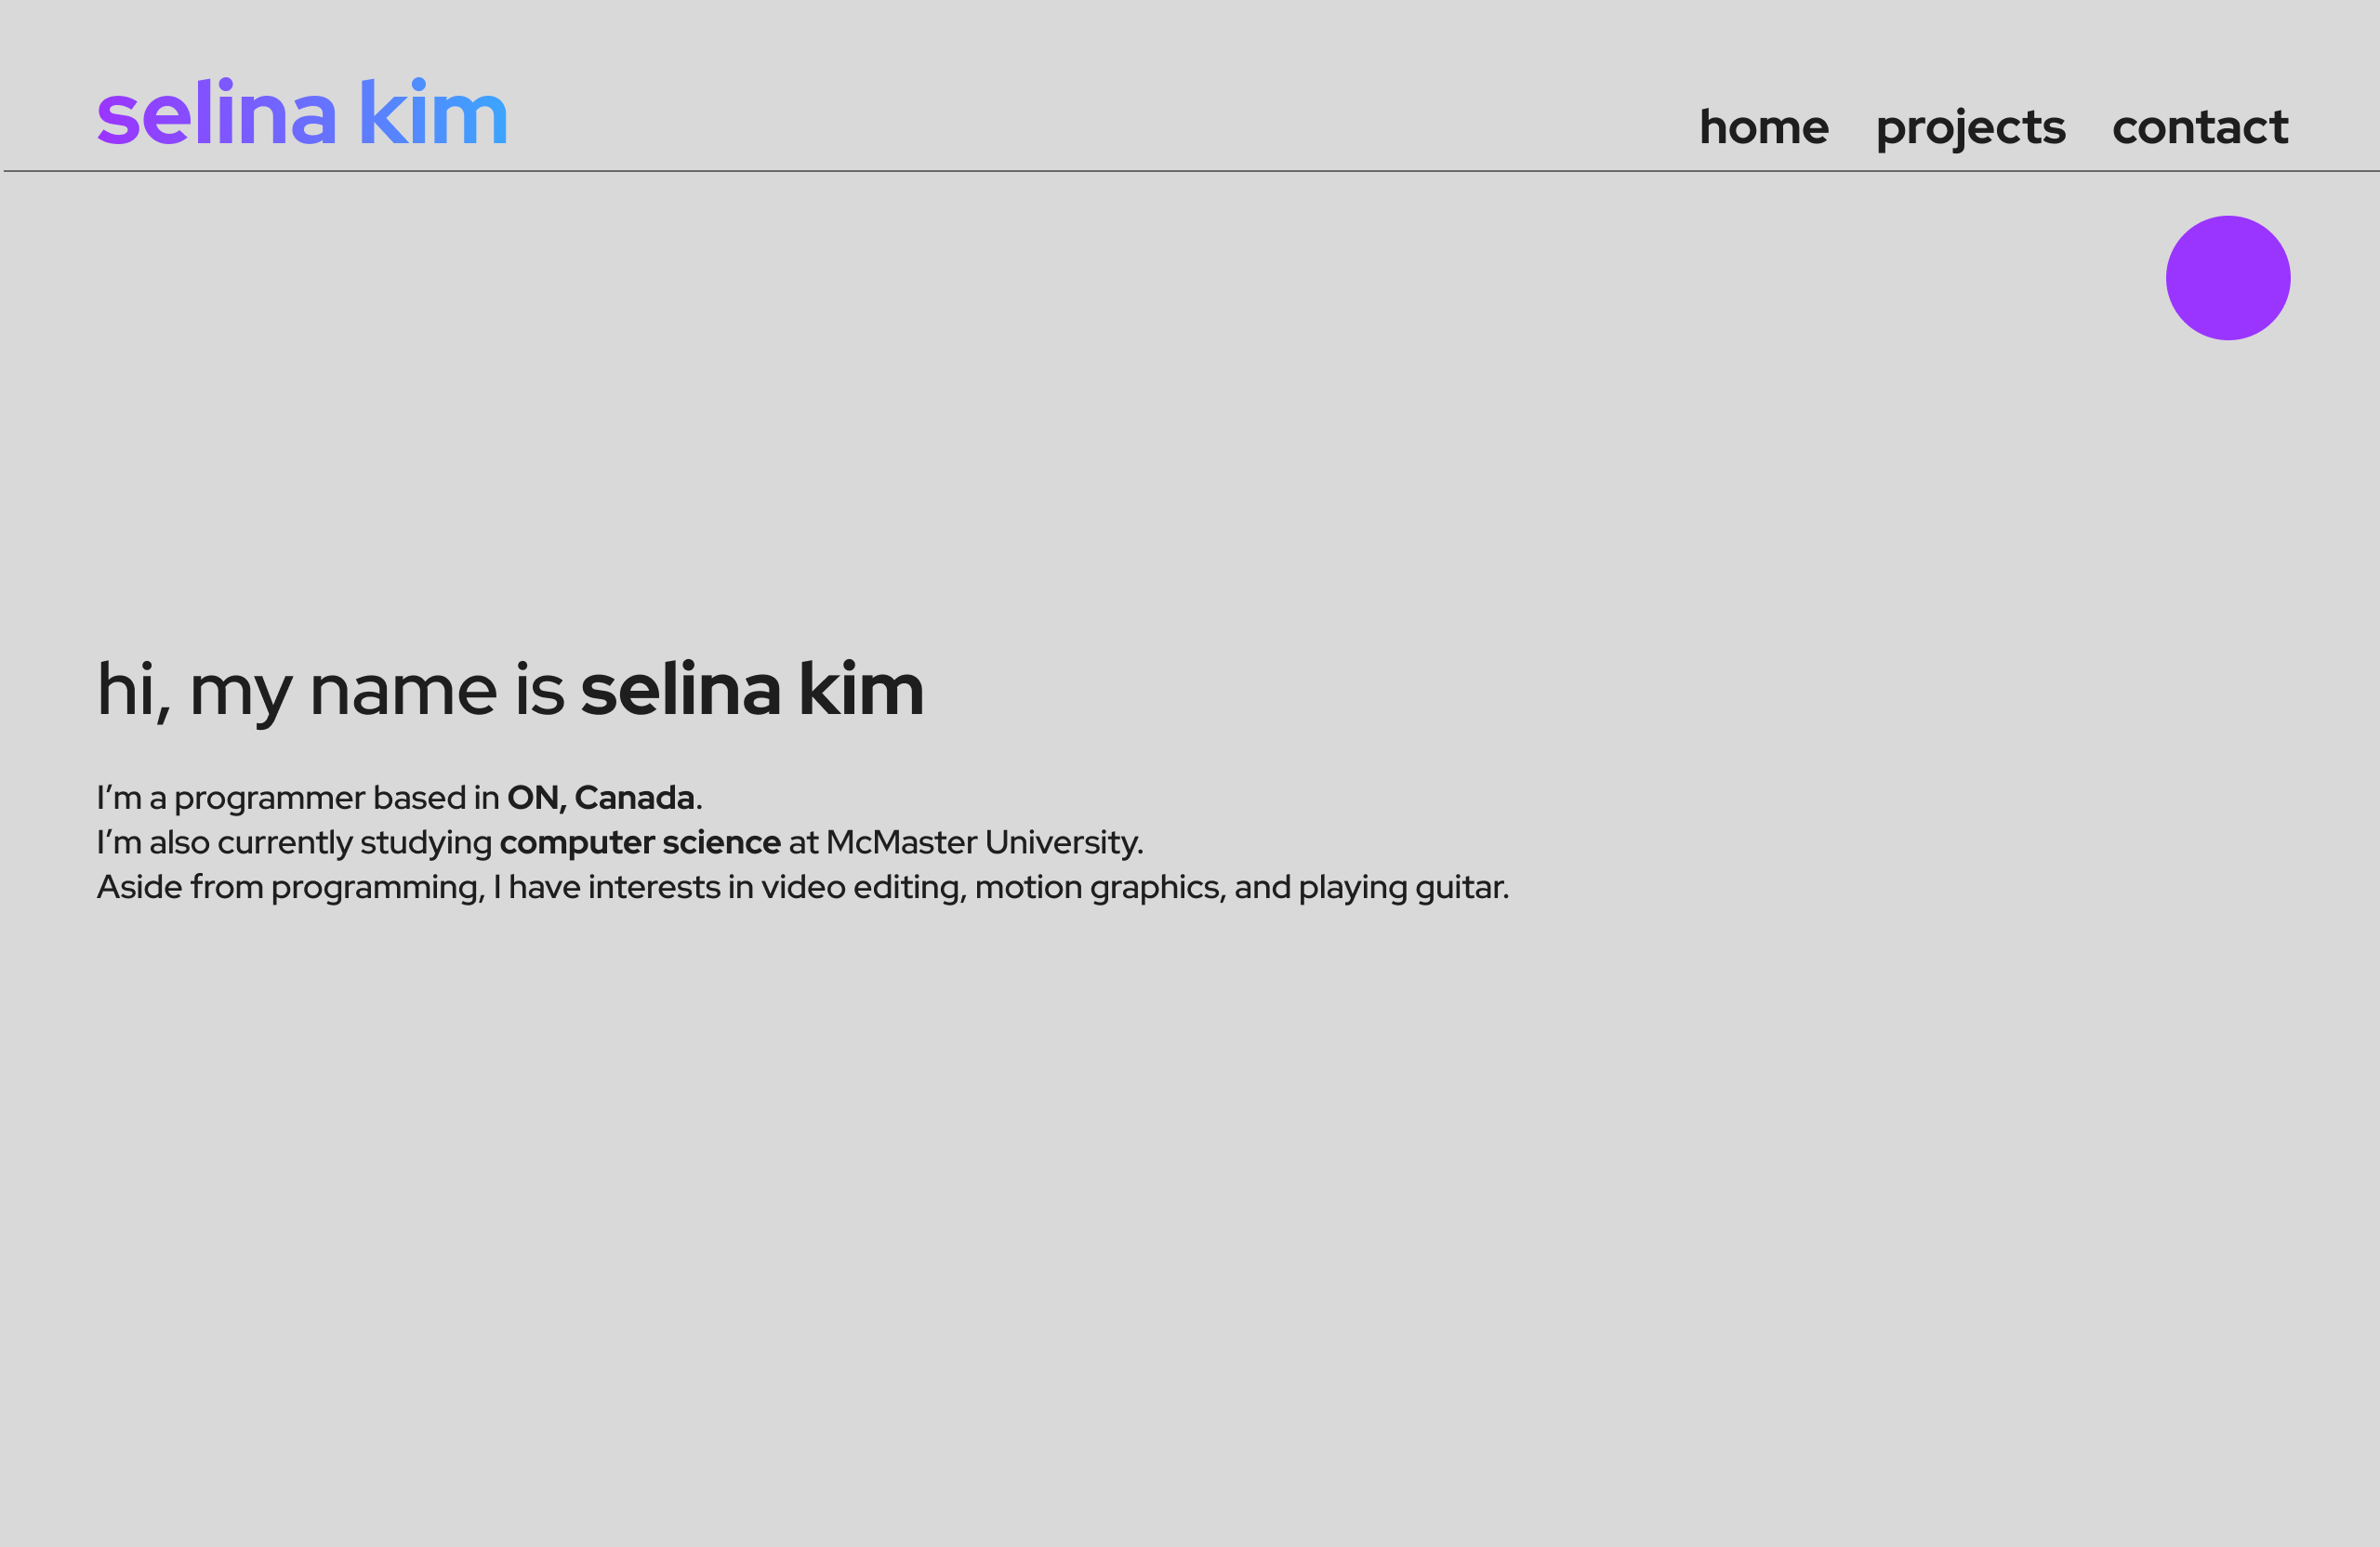 selina kim
home projects contact
hi, my name is selina kim
I’m a programmer based in ON, Canada.
I’m also currently studying computer science at McMaster University.
Aside from programming, I have interests in video editing, motion graphics, and playing guitar.